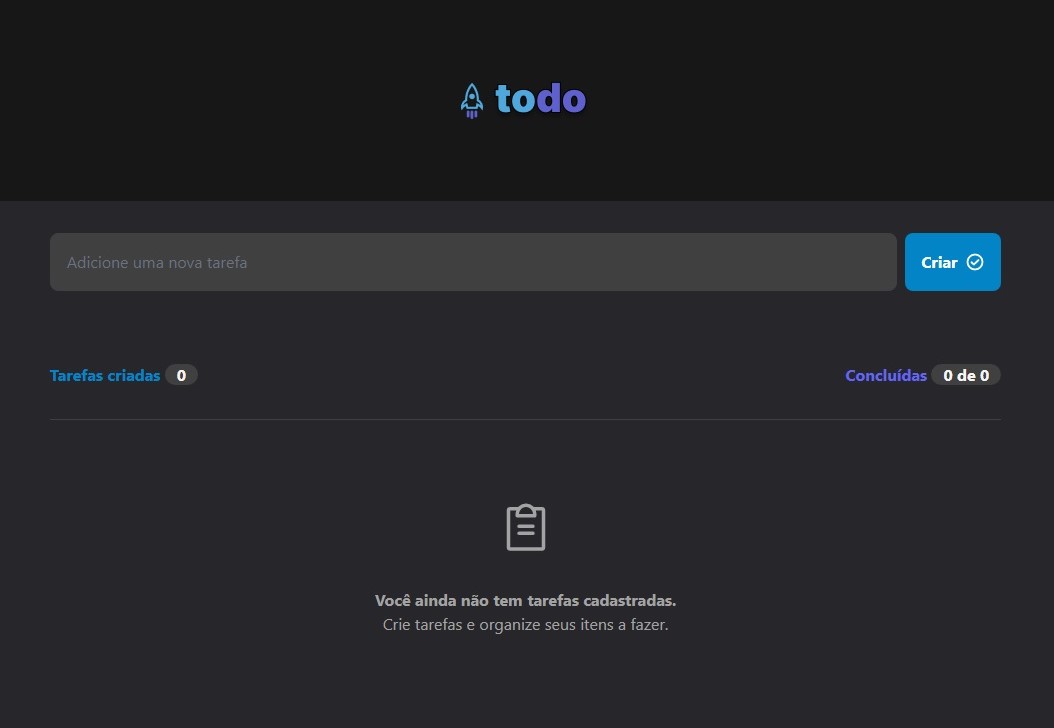 todo
Adicione uma nova tarefa
Criar
Tarefas criadas 0
Concluídas 0 de 0
Você ainda não tem tarefas cadastradas.
Crie tarefas e organize seus itens a fazer.